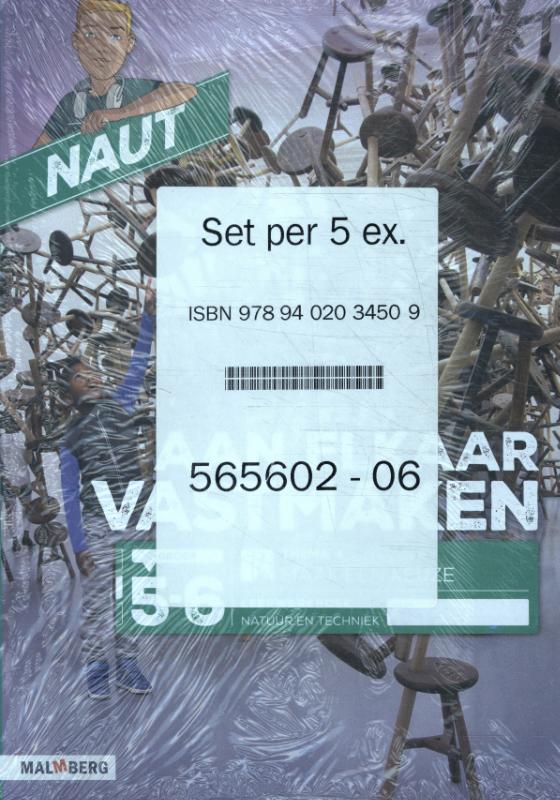 NAUT
Set per 5 ex.
ISBN 978 94 020 3450 9
AAN ELKAAR
565602 - 06
VASTMAKEN
5-6
NATUUR EN TECHNIEK
MALMBERG